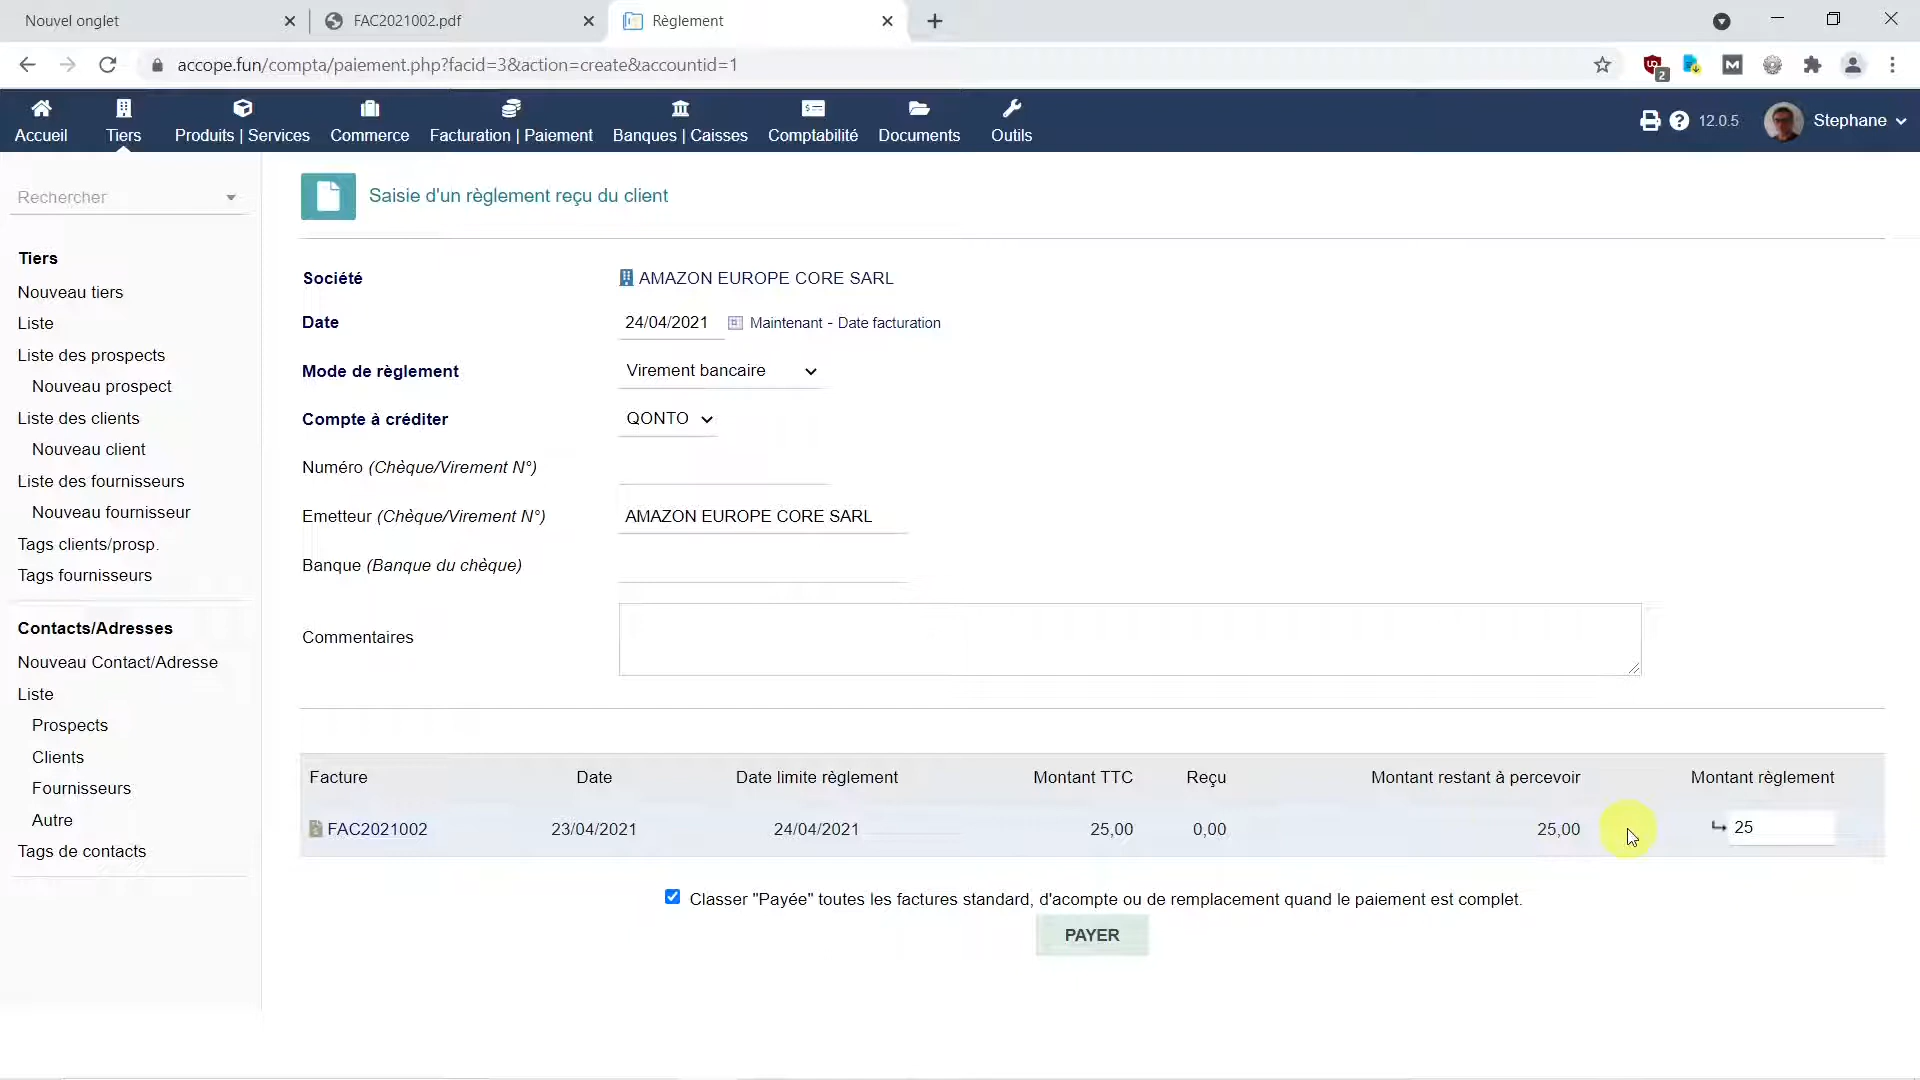 Nouvel onglet
FAC2021002.pdf
Règlement
accope.fun/compta/paiement.php?facid=3&action=create&accountid=1
2
Accueil
Tiers
Produits | Services
Commerce
Facturation | Paiement
Banques | Caisses
Comptabilité
Documents
Outils
12.0.5
Stephane
Rechercher
Tiers
Nouveau tiers
Liste
Liste des prospects
Nouveau prospect
Liste des clients
Nouveau client
Liste des fournisseurs
Nouveau fournisseur
Tags clients/prosp.
Tags fournisseurs
Contacts/Adresses
Nouveau Contact/Adresse
Liste
Prospects
Clients
Fournisseurs
Autre
Tags de contacts
Saisie d'un règlement reçu du client
Société AMAZON EUROPE CORE SARL
Date 24/04/2021 Maintenant - Date facturation
Mode de règlement Virement bancaire
Compte à créditer QONTO
Numéro (Chèque/Virement N°)
Emetteur (Chèque/Virement N°) AMAZON EUROPE CORE SARL
Banque (Banque du chèque)
Commentaires
Facture Date Date limite règlement Montant TTC Reçu Montant restant à percevoir Montant règlement
FAC2021002 23/04/2021 24/04/2021 25,00 0,00 25,00 25
Classer "Payée" toutes les factures standard, d'acompte ou de remplacement quand le paiement est complet.
PAYER